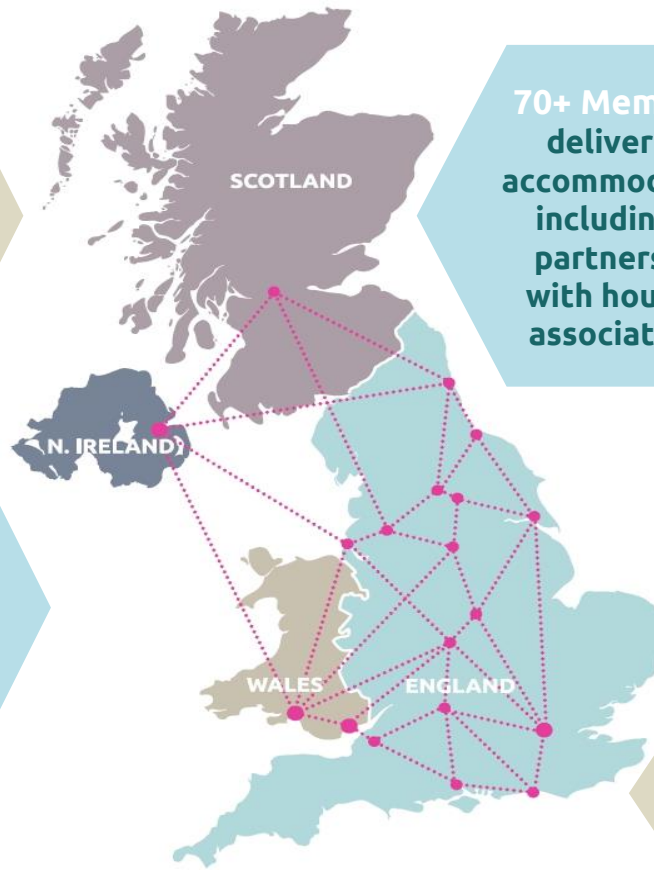 SCOTLAND
70+ Mem
deliver
accommod
includin
partners
with hou
associat
N. IRELAND
WALES
ENGLAND